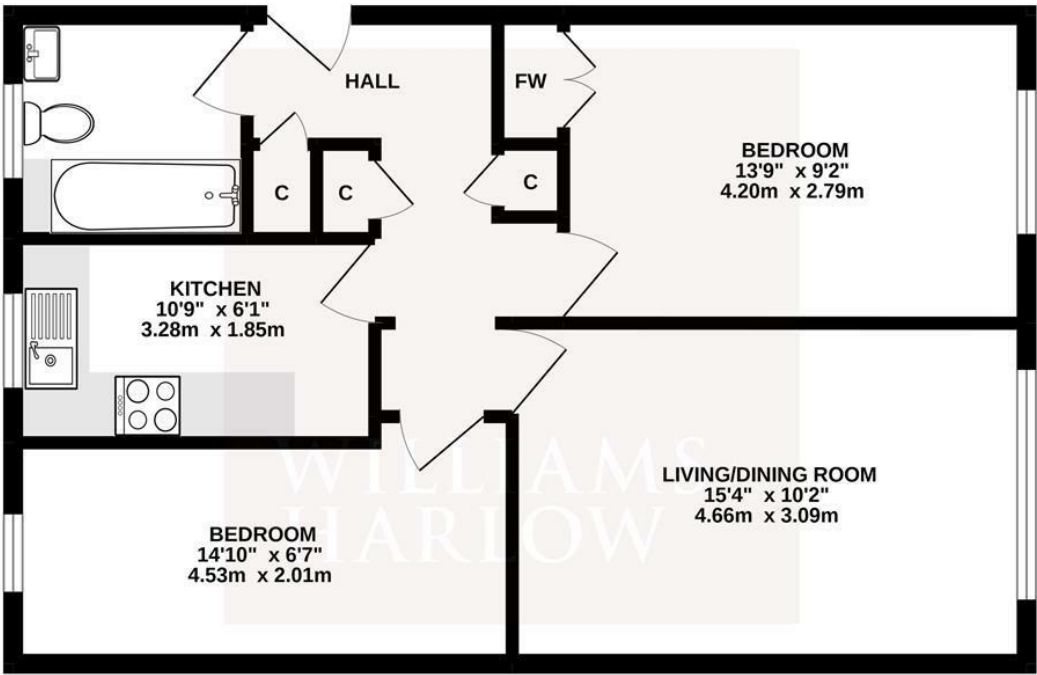 HALL
FW
BEDROOM
13'9" x 9'2"
4.20m x 2.79m
C
C
C
KITCHEN
10'9" x 6'1"
3.28m x 1.85m
LIVING/DINING ROOM
15'4" x 10'2"
4.66m x 3.09m
BEDROOM
14'10" x 6'7"
4.53m x 2.01m
WILLIAMS
HARLOW